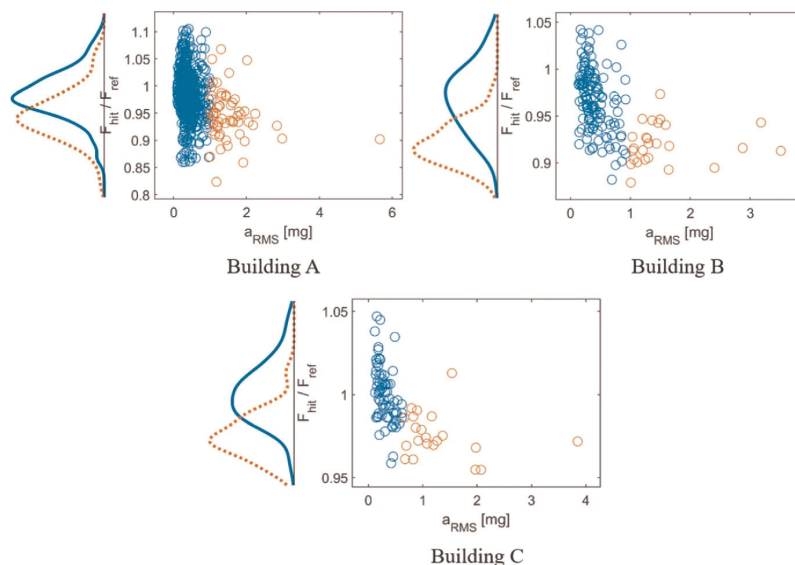 1.1
1.05
1
0.95
0.9
0.85
0.8
F_hit / F_ref
0 2 4 6
a_RMS [mg]
Building A
1.05
1
0.95
0.9
F_hit / F_ref
0 1 2 3
a_RMS [mg]
Building B
1.05
1
0.95
F_hit / F_ref
0 1 2 3 4
a_RMS [mg]
Building C